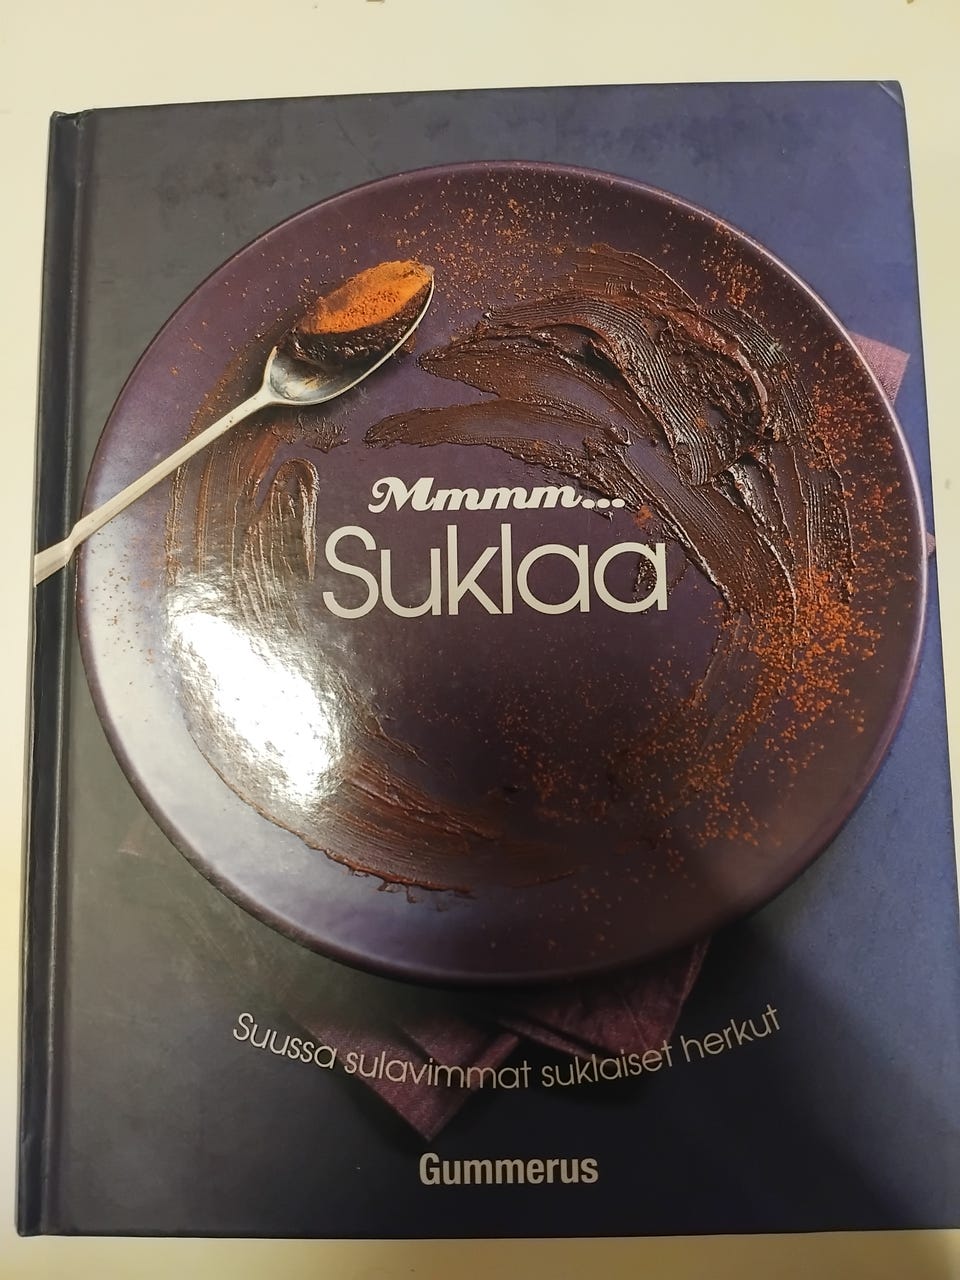 Mmmm...
Suklaa
Suussa sulavimmat suklaiset herkut
Gummerus